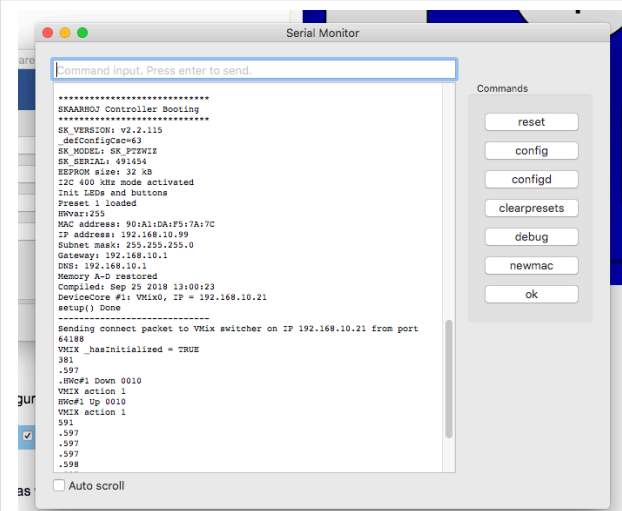 Serial Monitor
are
Command input. Press enter to send.
Commands
****************************
SKAARHOJ Controller Booting
****************************
SK_VERSION: v2.2.115
_defConfigCsc=63
SK_MODEL: SK_PTZWIZ
SK_SERIAL: 491454
EEPROM size: 32 kB
I2C 400 kHz mode activated
Init LEDs and buttons
Preset 1 loaded
HWvar:255
MAC address: 90:A1:DA:F5:7A:7C
IP address: 192.168.10.99
Subnet mask: 255.255.255.0
Gateway: 192.168.10.1
DNS: 192.168.10.1
Memory A-D restored
Compiled: Sep 25 2018 13:00:23
DeviceCore #1: VMix0, IP = 192.168.10.21
setup() Done
----------------------------
Sending connect packet to VMix switcher on IP 192.168.10.21 from port
64188
VMIX _hasInitialized = TRUE
381
.597
.HWc#1 Down 0010
VMIX action 1
HWc#1 Up 0010
VMIX action 1
591
.597
.597
.597
.598
reset
config
configd
clearpresets
debug
newmac
ok
gur
as
Auto scroll